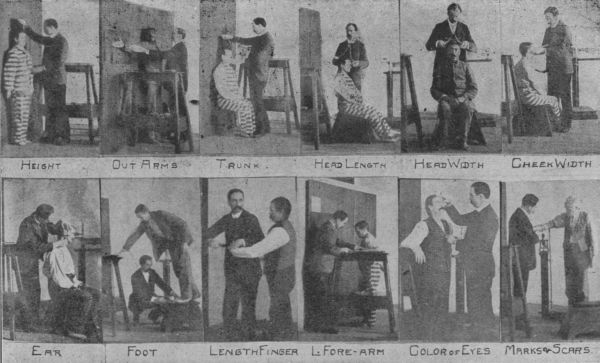 HEIGHT OUT ARMS TRUNK. HEAD LENGTH HEAD WIDTH CHEEK WIDTH
EAR FOOT LENGTH FINGER L. FORE-ARM COLOR OF EYES MARKS & SCARS.